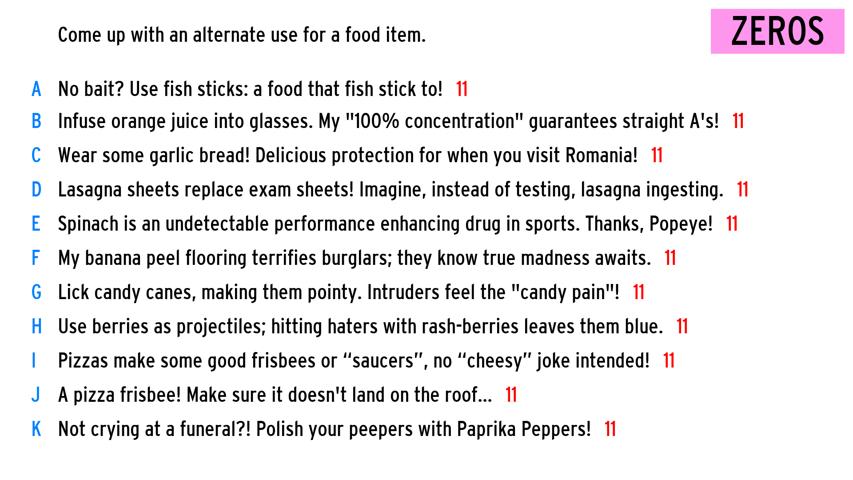 Come up with an alternate use for a food item.
ZEROS
A No bait? Use fish sticks: a food that fish stick to! 11
B Infuse orange juice into glasses. My "100% concentration" guarantees straight A's! 11
C Wear some garlic bread! Delicious protection for when you visit Romania! 11
D Lasagna sheets replace exam sheets! Imagine, instead of testing, lasagna ingesting. 11
E Spinach is an undetectable performance enhancing drug in sports. Thanks, Popeye! 11
F My banana peel flooring terrifies burglars; they know true madness awaits. 11
G Lick candy canes, making them pointy. Intruders feel the "candy pain"! 11
H Use berries as projectiles; hitting haters with rash-berries leaves them blue. 11
I Pizzas make some good frisbees or “saucers”, no “cheesy” joke intended! 11
J A pizza frisbee! Make sure it doesn't land on the roof... 11
K Not crying at a funeral?! Polish your peepers with Paprika Peppers! 11